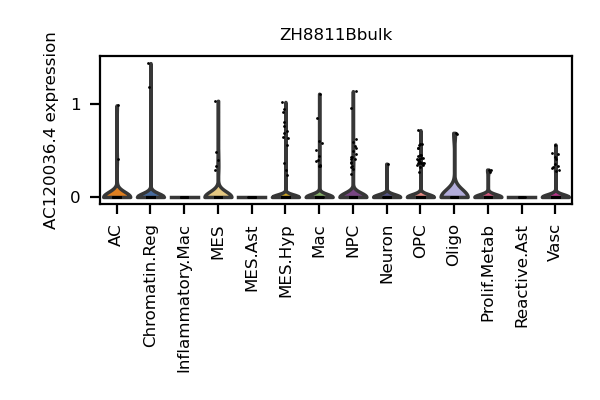 ZH8811Bbulk
AC120036.4 expression
1
0
AC
Chromatin.Reg
Inflammatory.Mac
MES
MES.Ast
MES.Hyp
Mac
NPC
Neuron
OPC
Oligo
Prolif.Metab
Reactive.Ast
Vasc